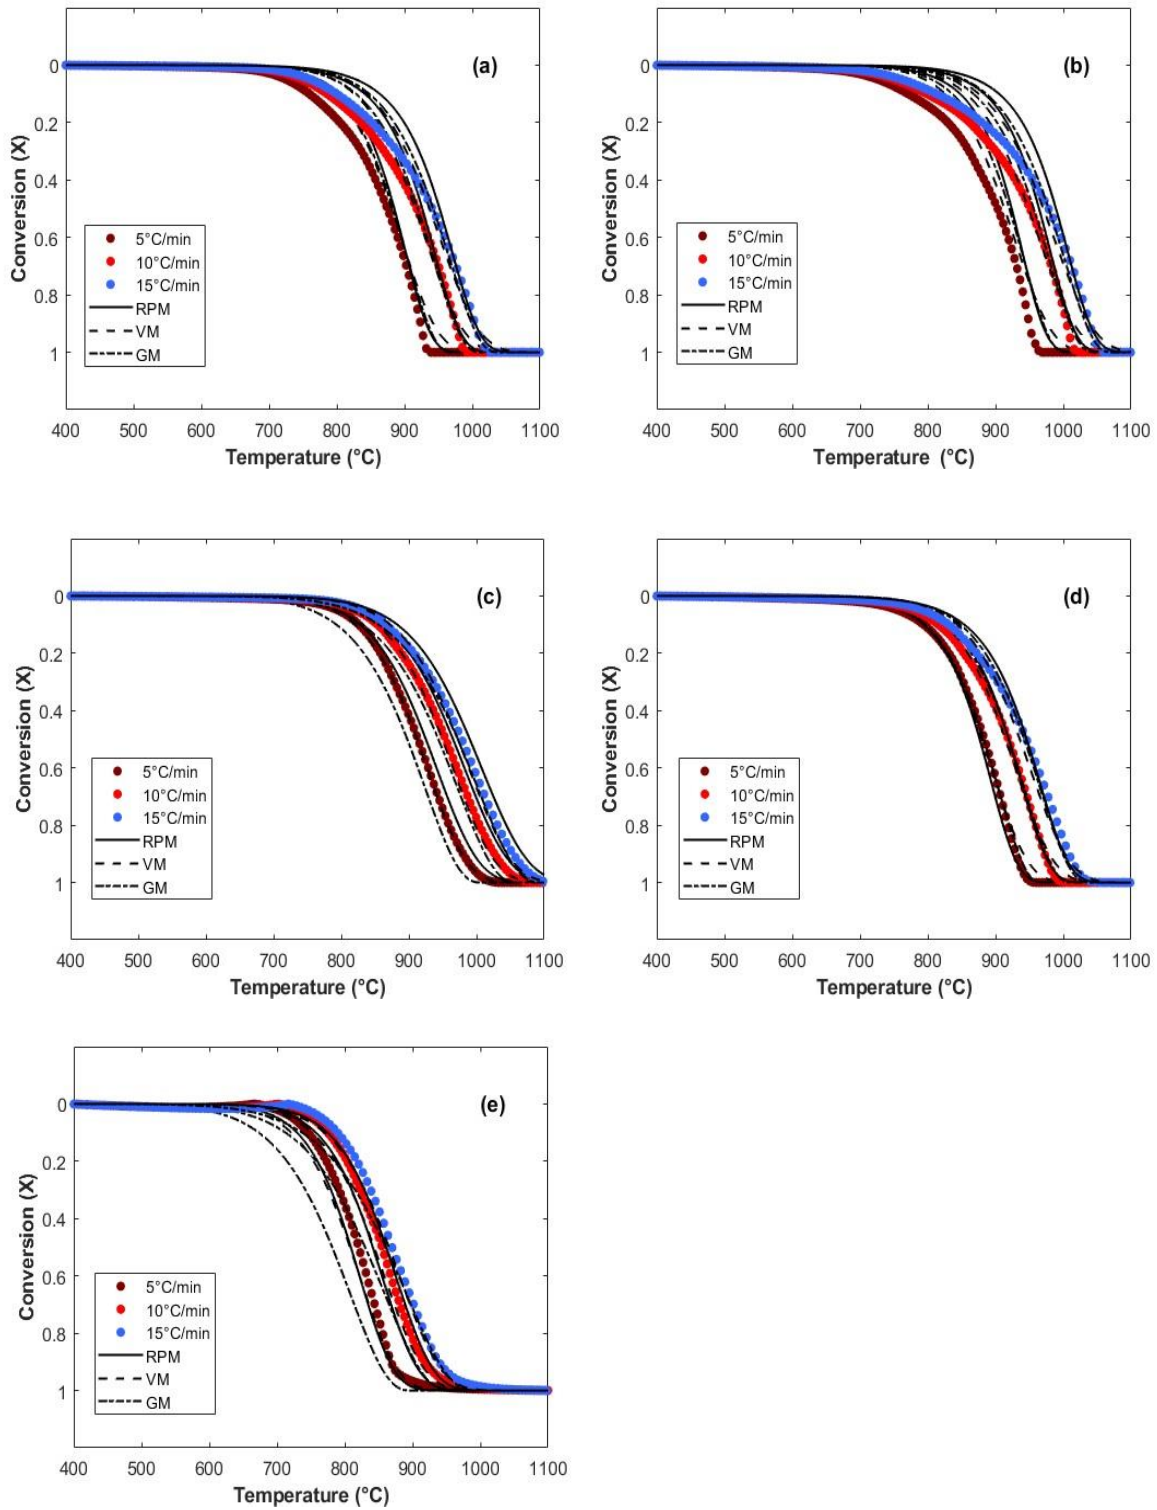 (a)
0
0.2
0.4
0.6
0.8
1
Conversion (X)
5°C/min
10°C/min
15°C/min
RPM
VM
GM
400 500 600 700 800 900 1000 1100
Temperature (°C)
(b)
0
0.2
0.4
0.6
0.8
1
Conversion (X)
5°C/min
10°C/min
15°C/min
RPM
VM
GM
400 500 600 700 800 900 1000 1100
Temperature (°C)
(c)
0
0.2
0.4
0.6
0.8
1
Conversion (X)
5°C/min
10°C/min
15°C/min
RPM
VM
GM
400 500 600 700 800 900 1000 1100
Temperature (°C)
(d)
0
0.2
0.4
0.6
0.8
1
Conversion (X)
5°C/min
10°C/min
15°C/min
RPM
VM
GM
400 500 600 700 800 900 1000 1100
Temperature (°C)
(e)
0
0.2
0.4
0.6
0.8
1
Conversion (X)
5°C/min
10°C/min
15°C/min
RPM
VM
GM
400 500 600 700 800 900 1000 1100
Temperature (°C)